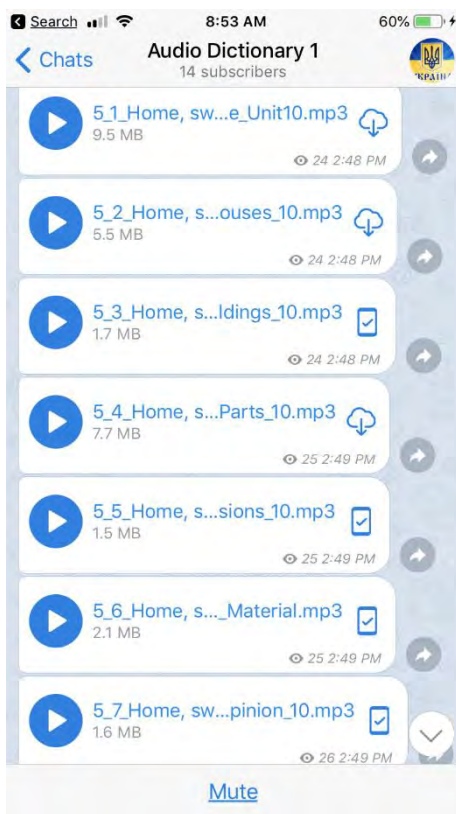 Search 8:53 AM 60%
Chats Audio Dictionary 1
14 subscribers
УКРАЇНА
5_1_Home, sw...e_Unit10.mp3
9.5 MB
24 2:48 PM
5_2_Home, s...ouses_10.mp3
5.5 MB
24 2:48 PM
5_3_Home, s...ldings_10.mp3
1.7 MB
24 2:48 PM
5_4_Home, s...Parts_10.mp3
7.7 MB
25 2:49 PM
5_5_Home, s...sions_10.mp3
1.5 MB
25 2:49 PM
5_6_Home, s..._Material.mp3
2.1 MB
25 2:49 PM
5_7_Home, sw...pinion_10.mp3
1.6 MB
26 2:49 PM
Mute